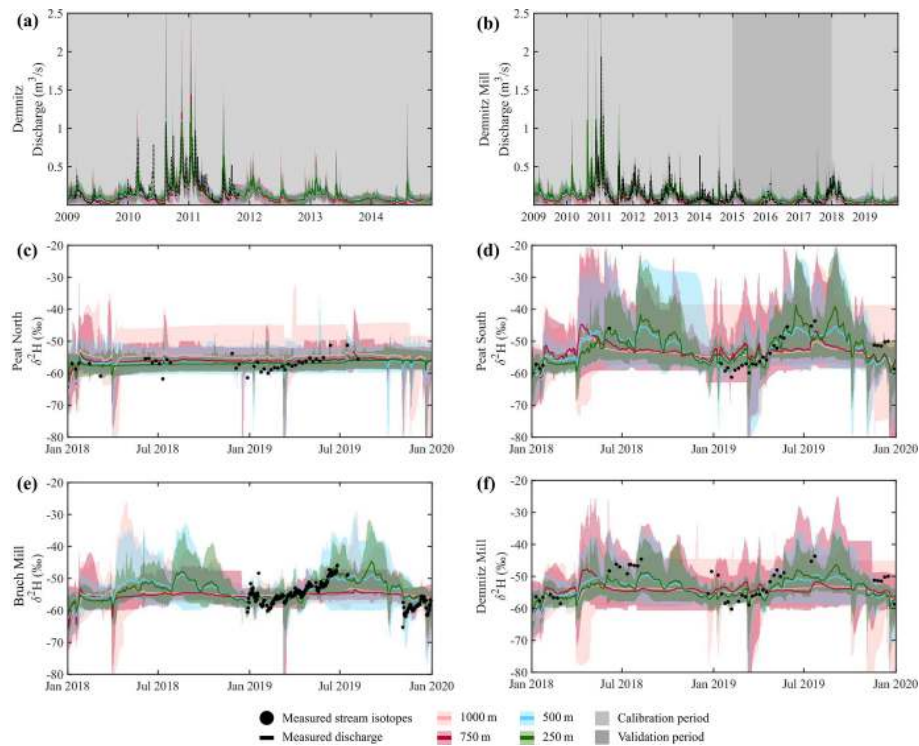 (a)
2.5
2
1.5
1
0.5
Demnitz
Discharge (m³/s)
2009 2010 2011 2012 2013 2014
(b)
2.5
2
1.5
1
0.5
Demnitz Mill
Discharge (m³/s)
2009 2010 2011 2012 2013 2014 2015 2016 2017 2018 2019
(c)
-20
-30
-40
-50
-60
-70
-80
Peat North
δ²H (‰)
Jan 2018 Jul 2018 Jan 2019 Jul 2019 Jan 2020
(d)
-20
-30
-40
-50
-60
-70
-80
Peat South
δ²H (‰)
Jan 2018 Jul 2018 Jan 2019 Jul 2019 Jan 2020
(e)
-20
-30
-40
-50
-60
-70
-80
Bruch Mill
δ²H (‰)
Jan 2018 Jul 2018 Jan 2019 Jul 2019 Jan 2020
(f)
-20
-30
-40
-50
-60
-70
-80
Demnitz Mill
δ²H (‰)
Jan 2018 Jul 2018 Jan 2019 Jul 2019 Jan 2020
Measured stream isotopes 1000 m 500 m Calibration period
Measured discharge 750 m 250 m Validation period